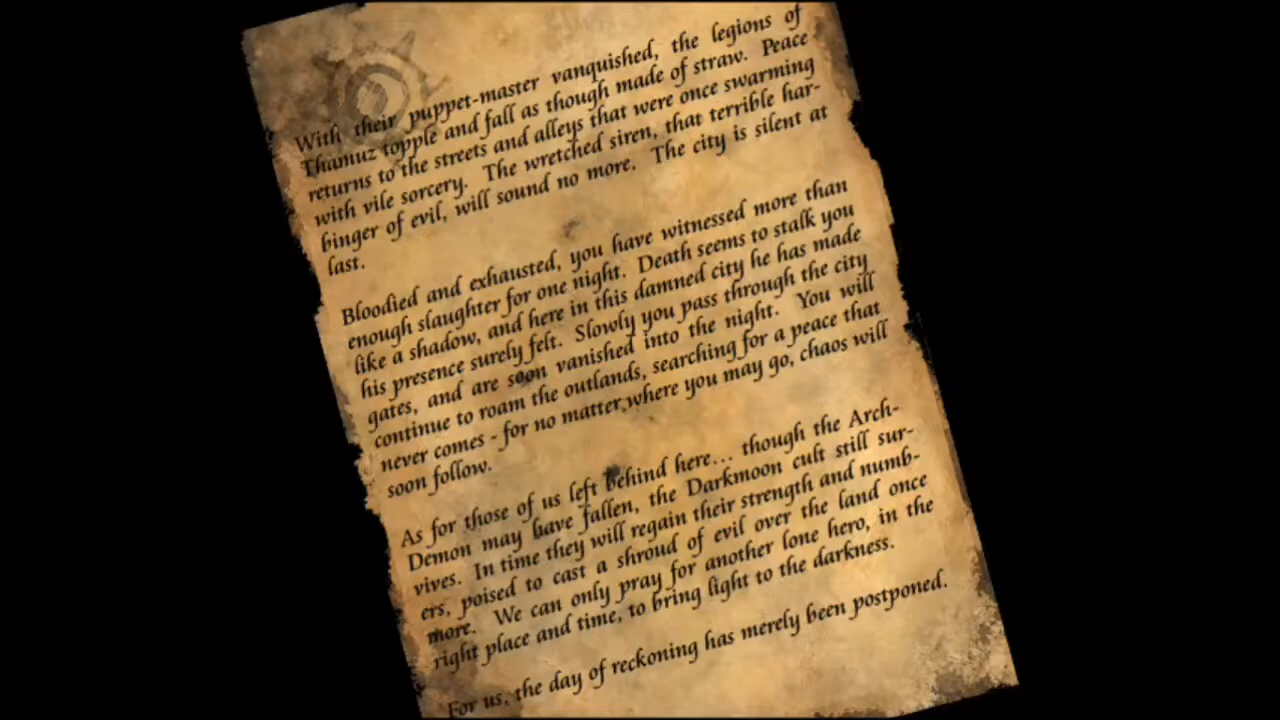 With their puppet-master vanquished, the legions of
Thamuz topple and fall as though made of straw. Peace
returns to the streets and alleys that were once swarming
with vile sorcery. The wretched siren, that terrible har-
binger of evil, will sound no more. The city is silent at
last.
Bloodied and exhausted, you have witnessed more than
enough slaughter for one night. Death seems to stalk you
like a shadow, and here in this damned city he has made
his presence surely felt. Slowly you pass through the city
gates, and are soon vanished into the night. You will
continue to roam the outlands, searching for a peace that
never comes - for no matter where you may go, chaos will
soon follow.
As for those of us left behind here... though the Arch-
Demon may have fallen, the Darkmoon cult still sur-
vives. In time they will regain their strength and numb-
ers, poised to cast a shroud of evil over the land once
more. We can only pray for another lone hero, in the
right place and time, to bring light to the darkness.
For us, the day of reckoning has merely been postponed.